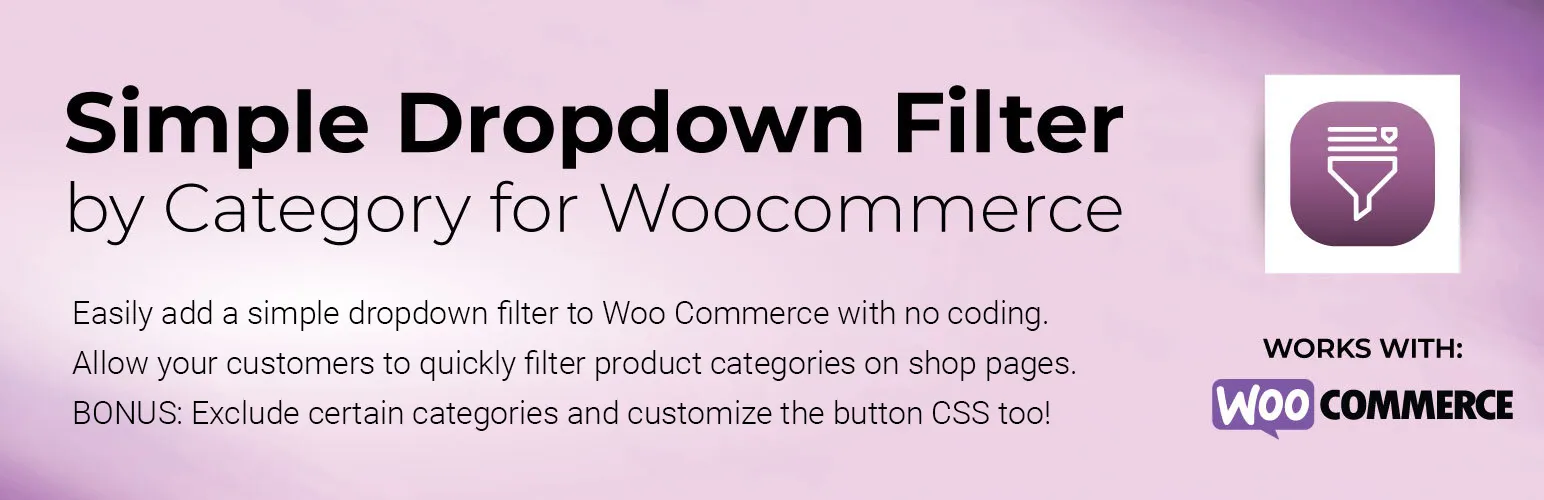 Simple Dropdown Filter
by Category for Woocommerce
Easily add a simple dropdown filter to Woo Commerce with no coding.
Allow your customers to quickly filter product categories on shop pages.
BONUS: Exclude certain categories and customize the button CSS too!
WORKS WITH:
WOO COMMERCE